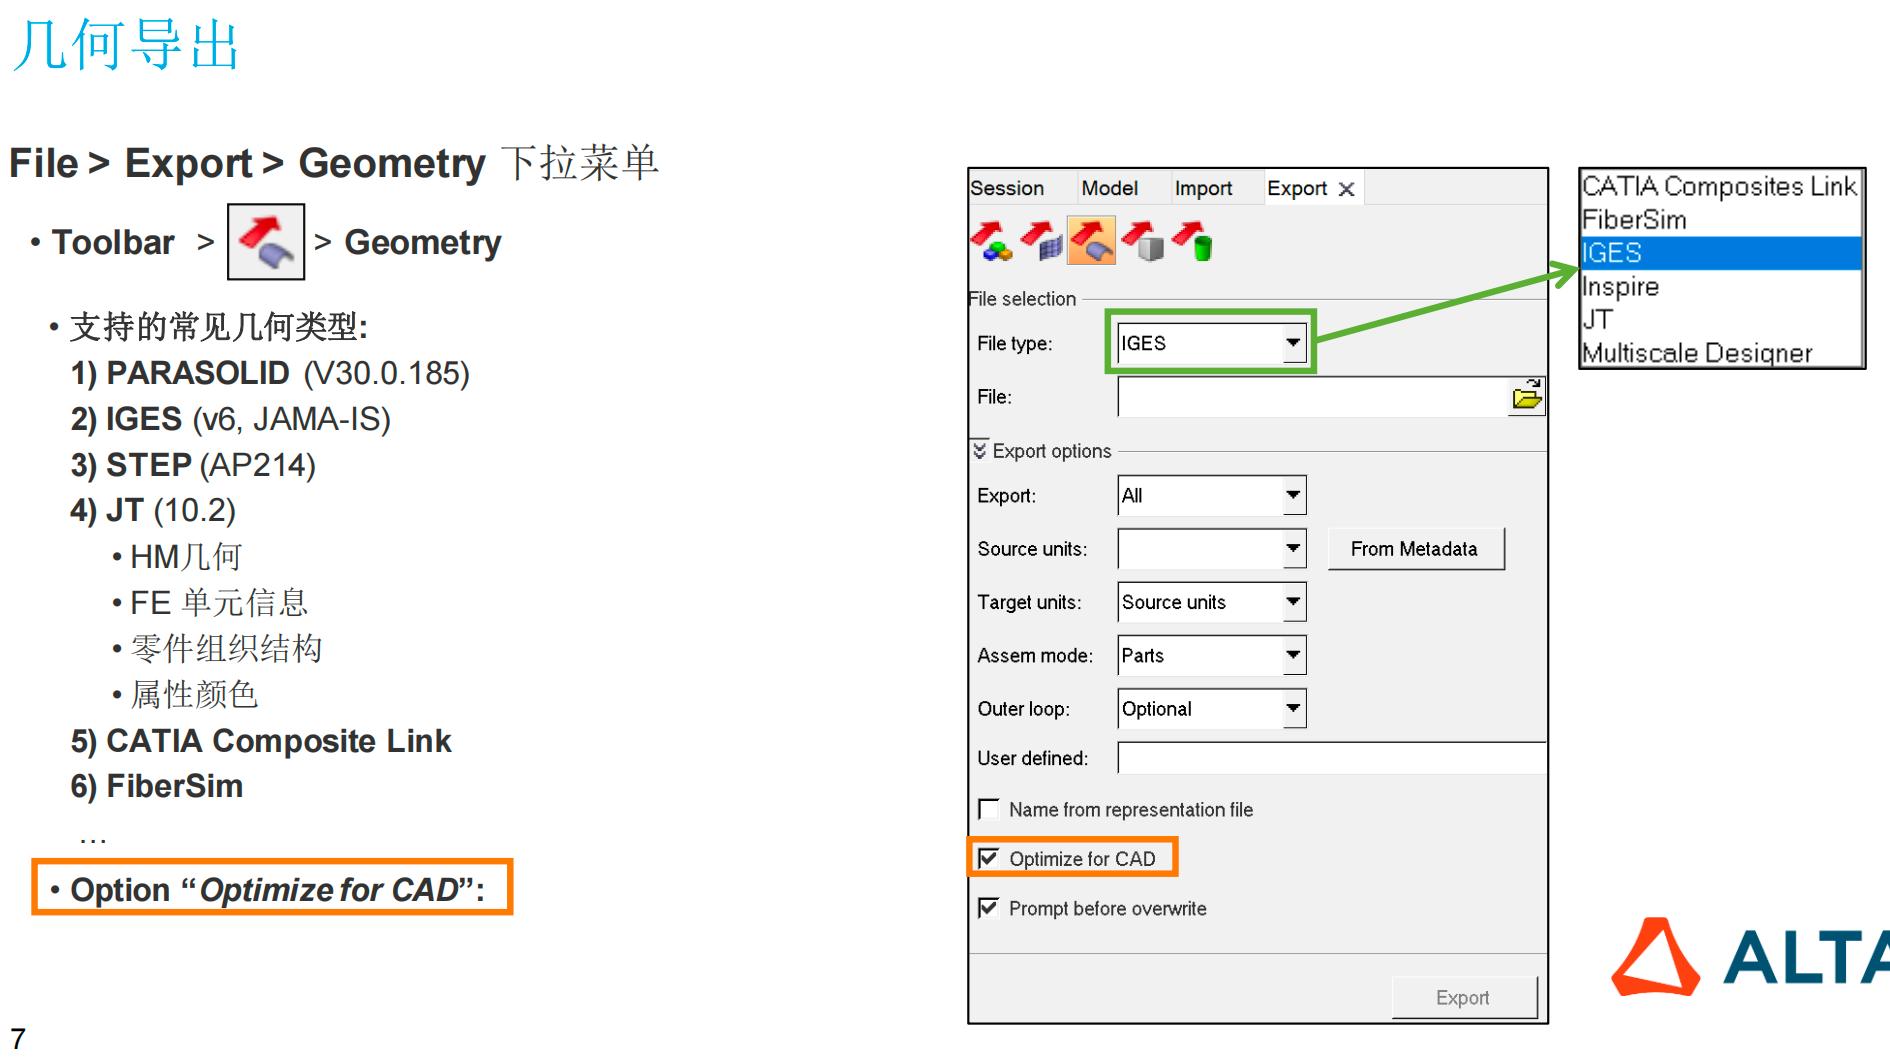 几何导出
File > Export > Geometry 下拉菜单
• Toolbar > > Geometry
• 支持的常见几何类型:
1) PARASOLID (V30.0.185)
2) IGES (v6, JAMA-IS)
3) STEP (AP214)
4) JT (10.2)
• HM几何
• FE 单元信息
• 零件组织结构
• 属性颜色
5) CATIA Composite Link
6) FiberSim
…
• Option “Optimize for CAD”:
7
Session Model Import Export
File selection
File type: IGES
File:
Export options
Export: All
Source units: From Metadata
Target units: Source units
Assem mode: Parts
Outer loop: Optional
User defined:
Name from representation file
Optimize for CAD
Prompt before overwrite
Export
CATIA Composites Link
FiberSim
IGES
Inspire
JT
Multiscale Designer
ALTA